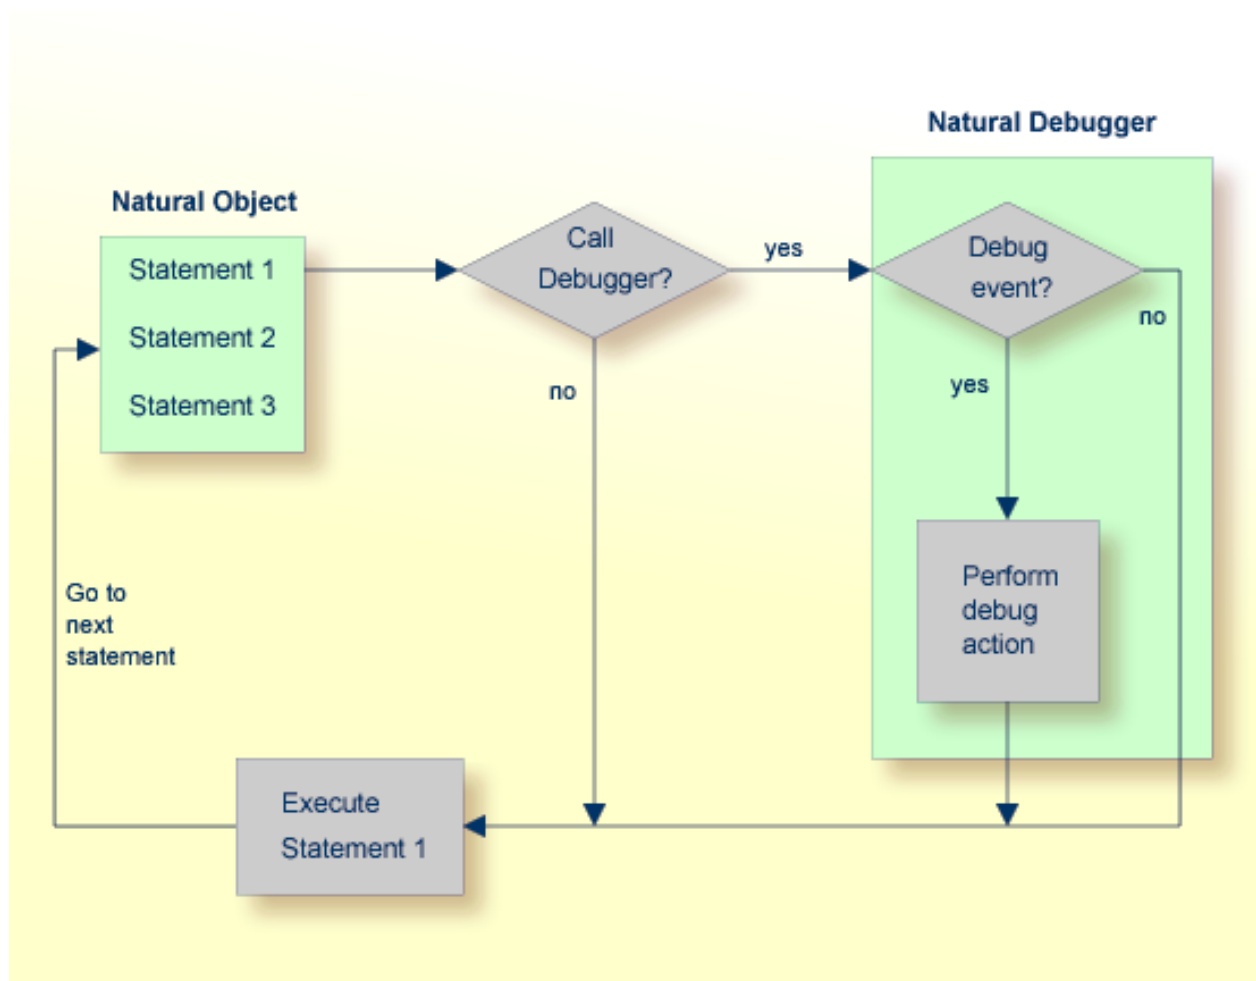 Natural Debugger
Natural Object
Statement 1
Statement 2
Statement 3
Call
Debugger?
yes
no
Debug
event?
no
yes
Perform
debug
action
Go to
next
statement
Execute
Statement 1